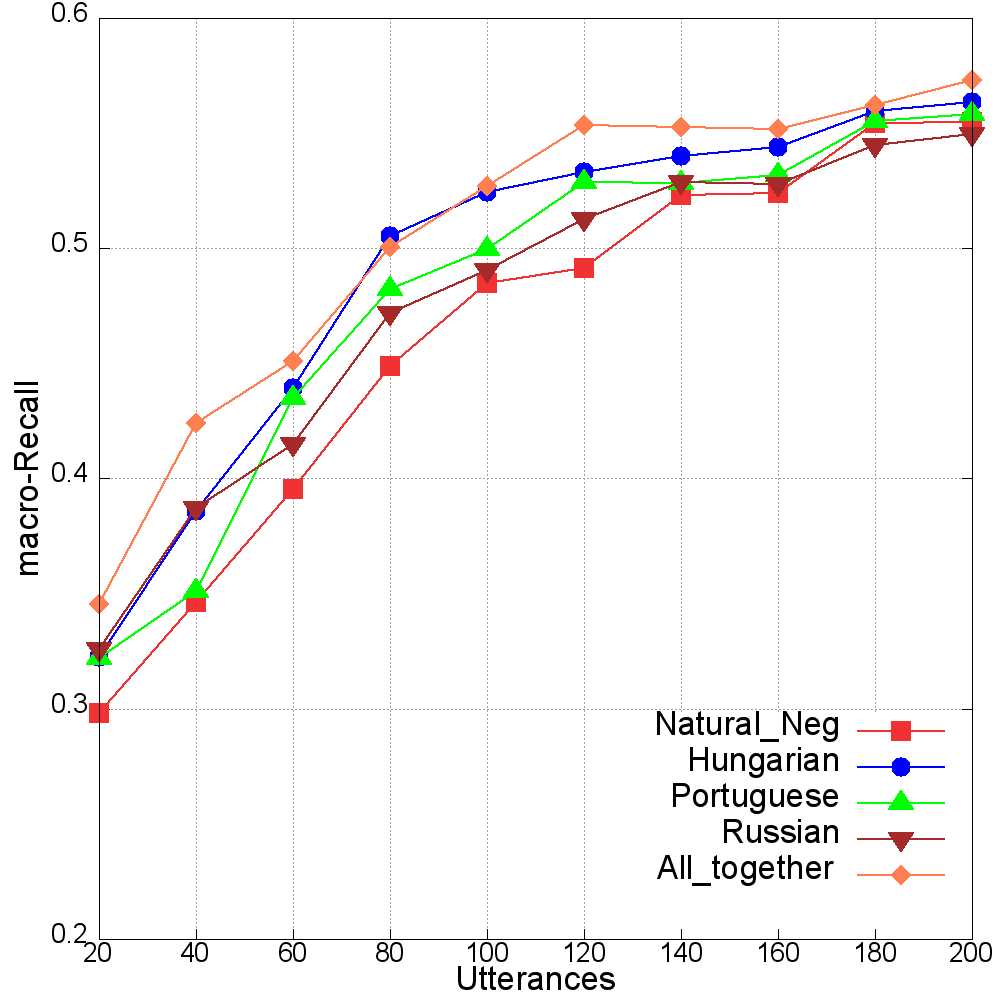 0.6
0.5
0.4
0.3
0.2
macro-Recall
Natural_Neg
Hungarian
Portuguese
Russian
All_together
20 40 60 80 100 120 140 160 180 200
Utterances